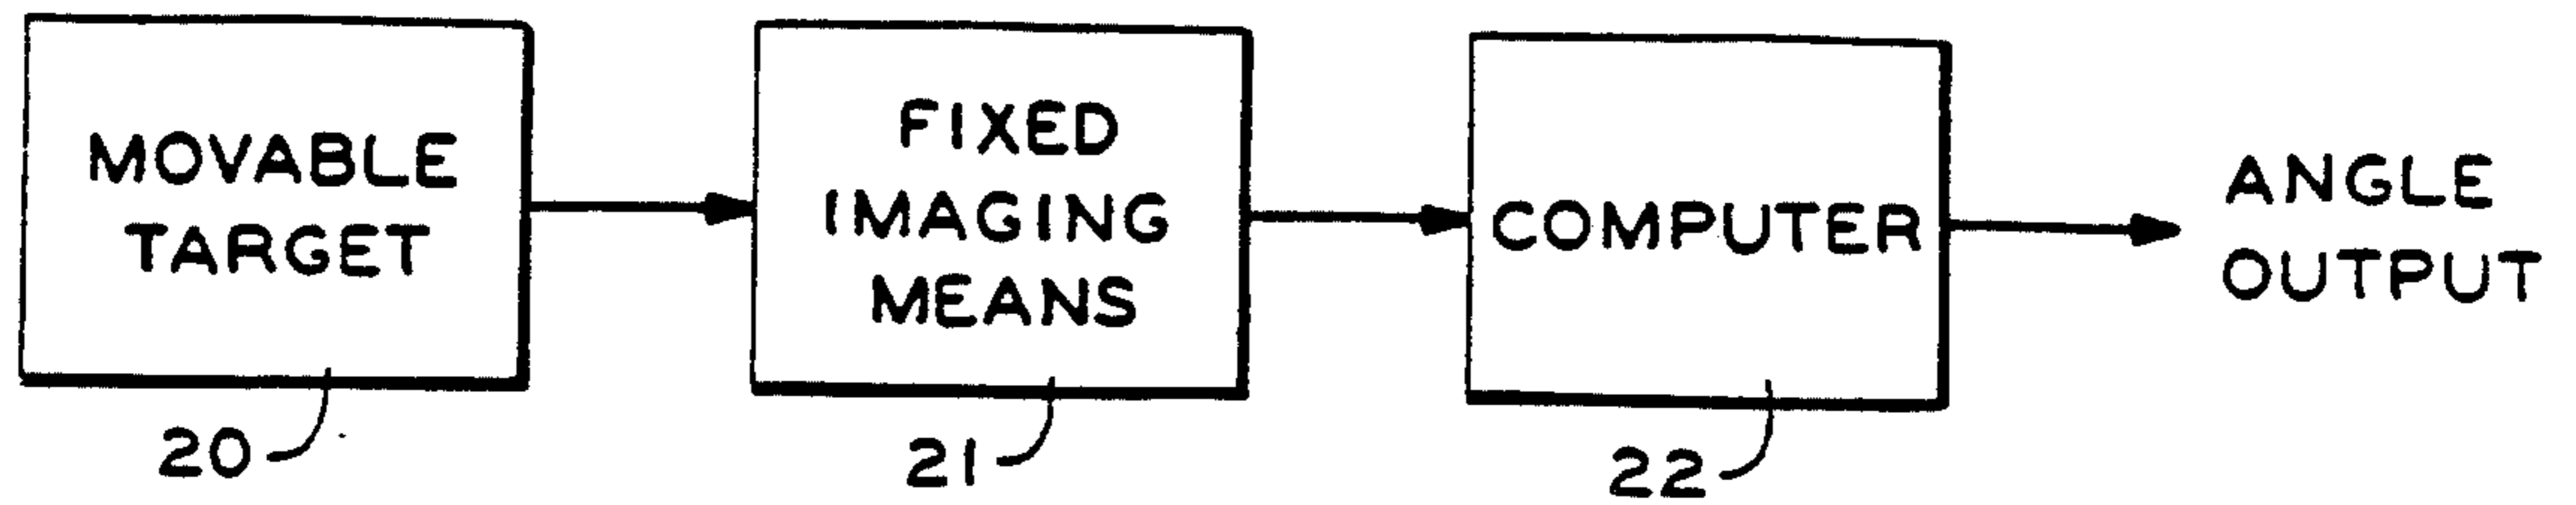 MOVABLE
TARGET
20
FIXED
IMAGING
MEANS
21
COMPUTER
22
ANGLE
OUTPUT